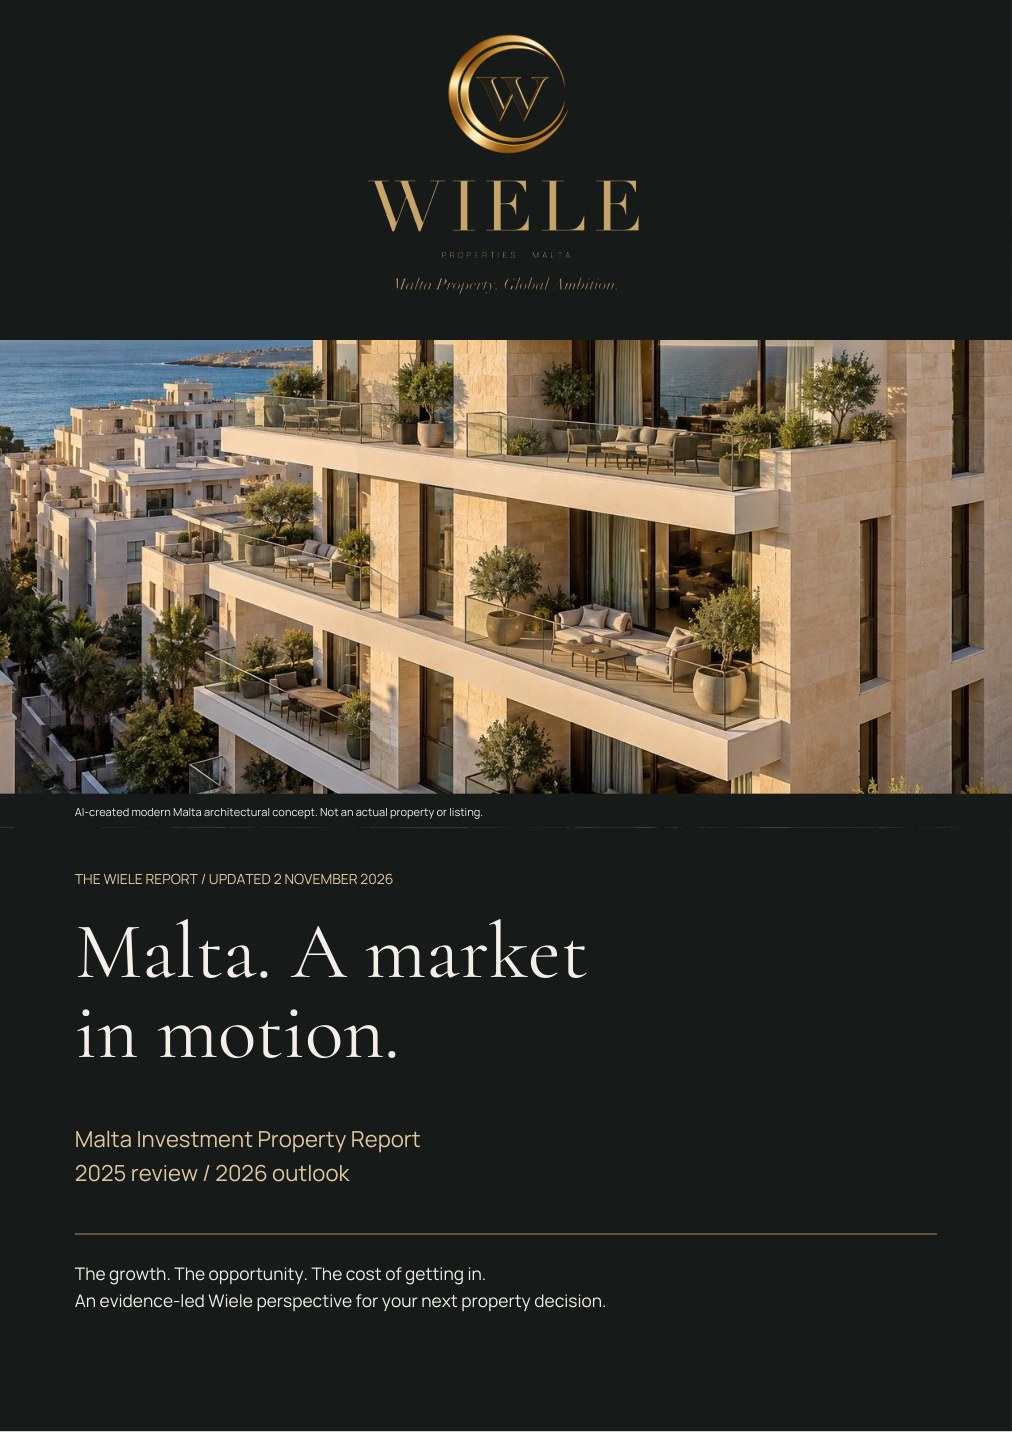 W
WIELE
PROPERTIES MALTA
Malta Property. Global Ambition.
AI-created modern Malta architectural concept. Not an actual property or listing.
THE WIELE REPORT / UPDATED 2 NOVEMBER 2026
Malta. A market
in motion.
Malta Investment Property Report
2025 review / 2026 outlook
The growth. The opportunity. The cost of getting in.
An evidence-led Wiele perspective for your next property decision.